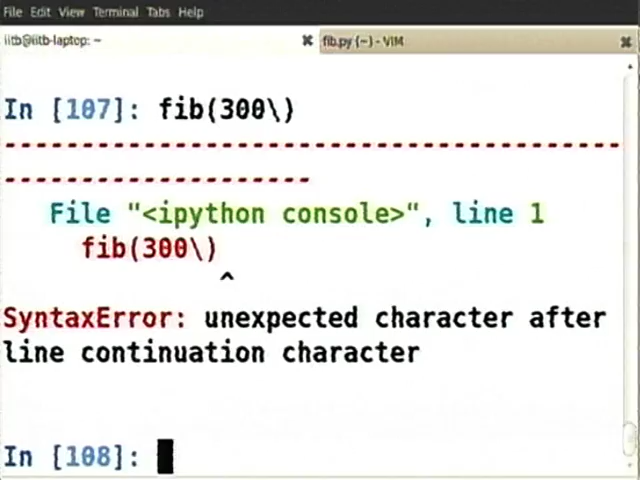 File Edit View Terminal Tabs Help
iitb@iitb-laptop: ~ fib.py (~) - VIM
In [107]: fib(300\)
File "<ipython console>", line 1
fib(300\)
^
SyntaxError: unexpected character after
line continuation character
In [108]: